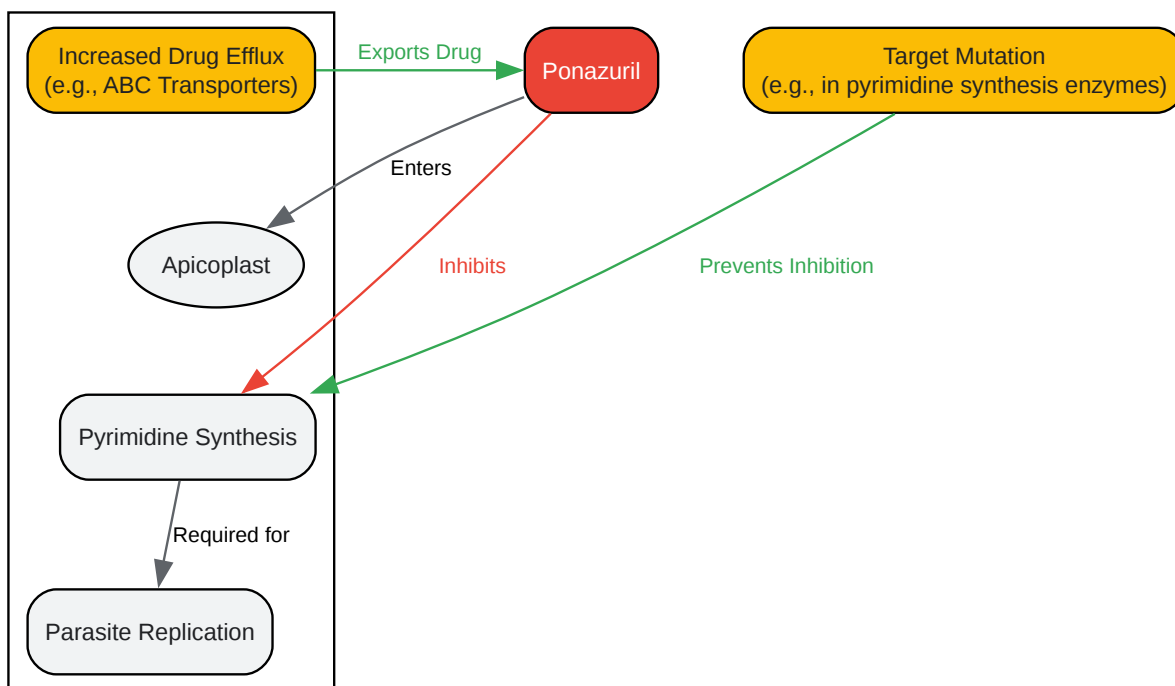 Increased Drug Efflux
(e.g., ABC Transporters)
Exports Drug
Ponazuril
Target Mutation
(e.g., in pyrimidine synthesis enzymes)
Enters
Apicoplast
Inhibits
Prevents Inhibition
Pyrimidine Synthesis
Required for
Parasite Replication